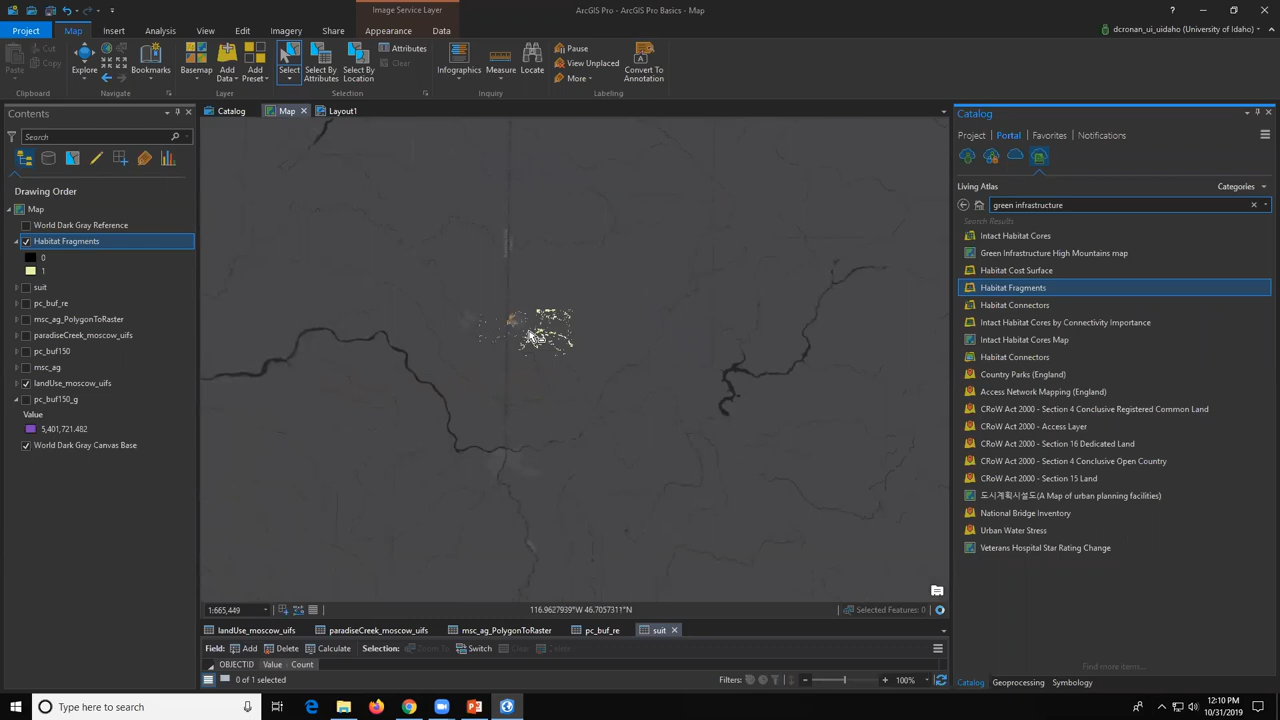 Image Service Layer
ArcGIS Pro - ArcGIS Pro Basics - Map
Project
Map
Insert
Analysis
View
Edit
Imagery
Share
Appearance
Data
dcronan_ui_uidaho (University of Idaho)
Paste
Cut
Copy
Explore
Bookmarks
Basemap
Add Data
Add Preset
Select
Select By Attributes
Select By Location
Attributes
Clear
Infographics
Measure
Locate
Pause
View Unplaced
More
Convert To Annotation
Clipboard
Navigate
Layer
Selection
Inquiry
Labeling
Contents
Search
Drawing Order
Map
World Dark Gray Reference
Habitat Fragments
0
1
suit
pc_buf_re
msc_ag_PolygonToRaster
paradiseCreek_moscow_uifs
pc_buf150
msc_ag
landUse_moscow_uifs
pc_buf150_g
Value
5,401,721.482
World Dark Gray Canvas Base
Catalog
Map
Layout1
1:665,449
116.9627939°W 46.7057311°N
Selected Features: 0
landUse_moscow_uifs
paradiseCreek_moscow_uifs
msc_ag_PolygonToRaster
pc_buf_re
suit
Field:
Add
Delete
Calculate
Selection:
Zoom To
Switch
Clear
Delete
OBJECTID
Value
Count
0 of 1 selected
Filters:
100%
Catalog
Project
Portal
Favorites
Notifications
Living Atlas
Categories
green infrastructure
Search Results
Intact Habitat Cores
Green Infrastructure High Mountains map
Habitat Cost Surface
Habitat Fragments
Habitat Connectors
Intact Habitat Cores by Connectivity Importance
Intact Habitat Cores Map
Habitat Connectors
Country Parks (England)
Access Network Mapping (England)
CRoW Act 2000 - Section 4 Conclusive Registered Common Land
CRoW Act 2000 - Access Layer
CRoW Act 2000 - Section 16 Dedicated Land
CRoW Act 2000 - Section 4 Conclusive Open Country
CRoW Act 2000 - Section 15 Land
도시계획시설도(A Map of urban planning facilities)
National Bridge Inventory
Urban Water Stress
Veterans Hospital Star Rating Change
Find more items...
Catalog
Geoprocessing
Symbology
Type here to search
12:10 PM
10/31/2019